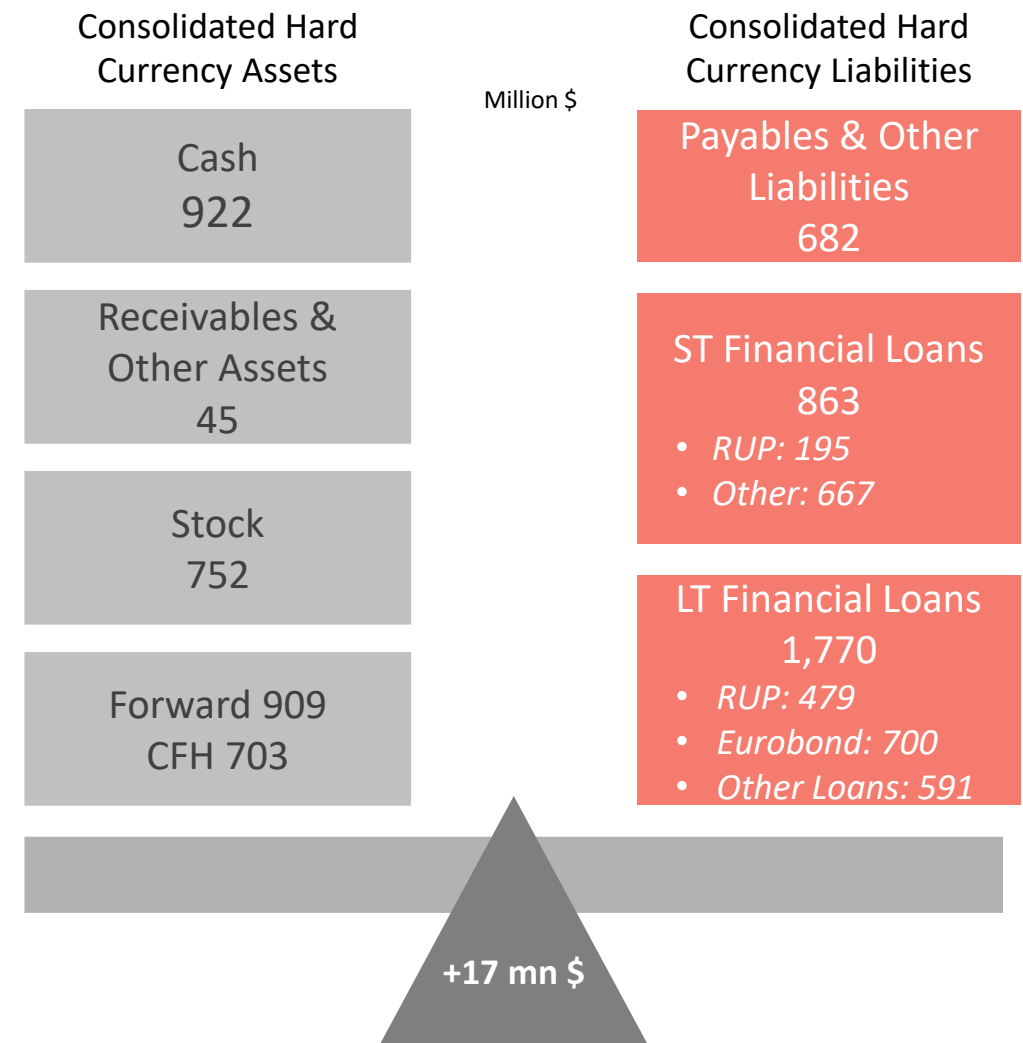 Consolidated Hard
Currency Assets
Million $
Consolidated Hard
Currency Liabilities
Cash
922
Receivables &
Other Assets
45
Stock
752
Forward 909
CFH 703
Payables & Other
Liabilities
682
ST Financial Loans
863
• RUP: 195
• Other: 667
LT Financial Loans
1,770
• RUP: 479
• Eurobond: 700
• Other Loans: 591
+17 mn $